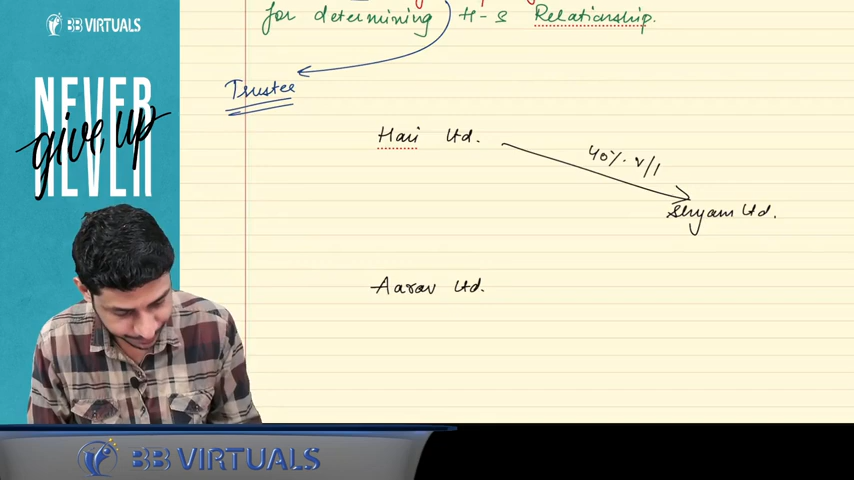 BB VIRTUALS
for determining H-S Relationship.
NEVER
give up
NEVER
Trustee
Hari Ltd.
40% V/I
Shyam Ltd.
Aarav Ltd.
BB VIRTUALS